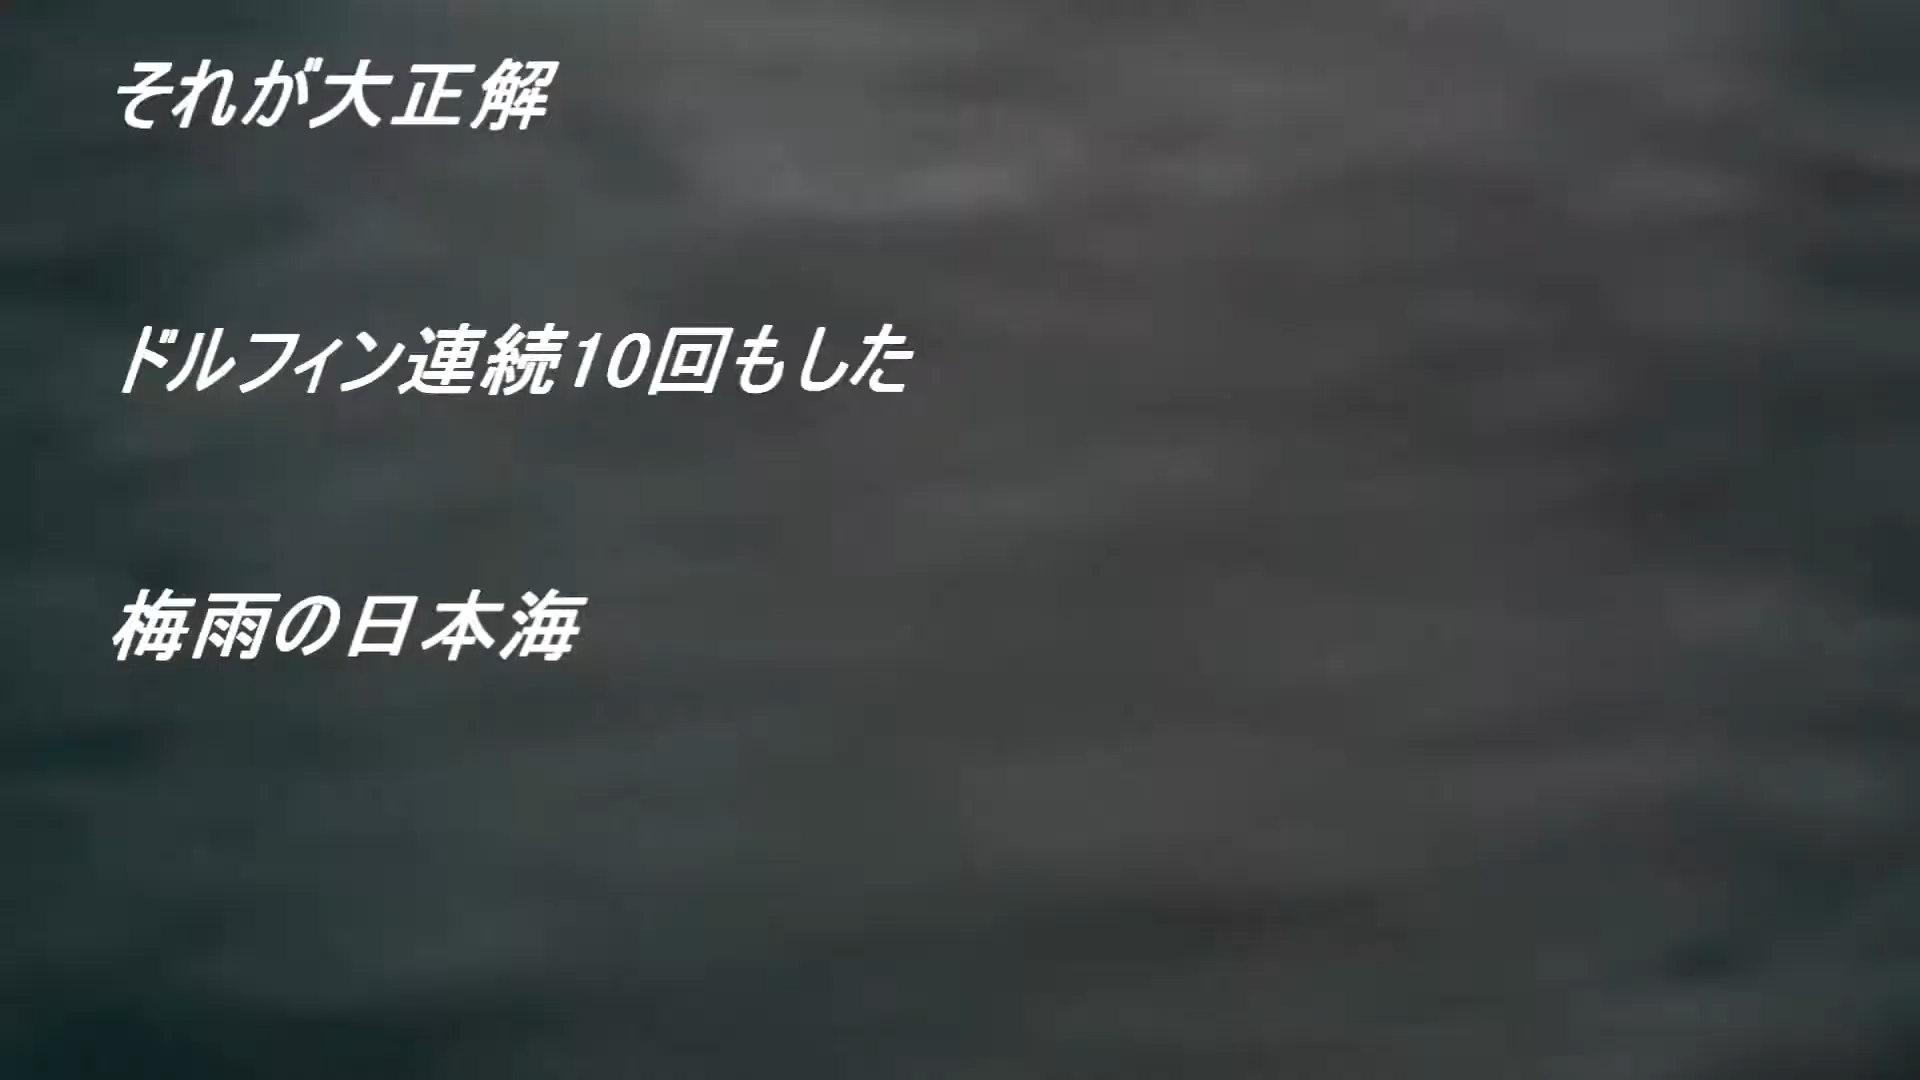 それが大正解
ドルフィン連続10回もした
梅雨の日本海